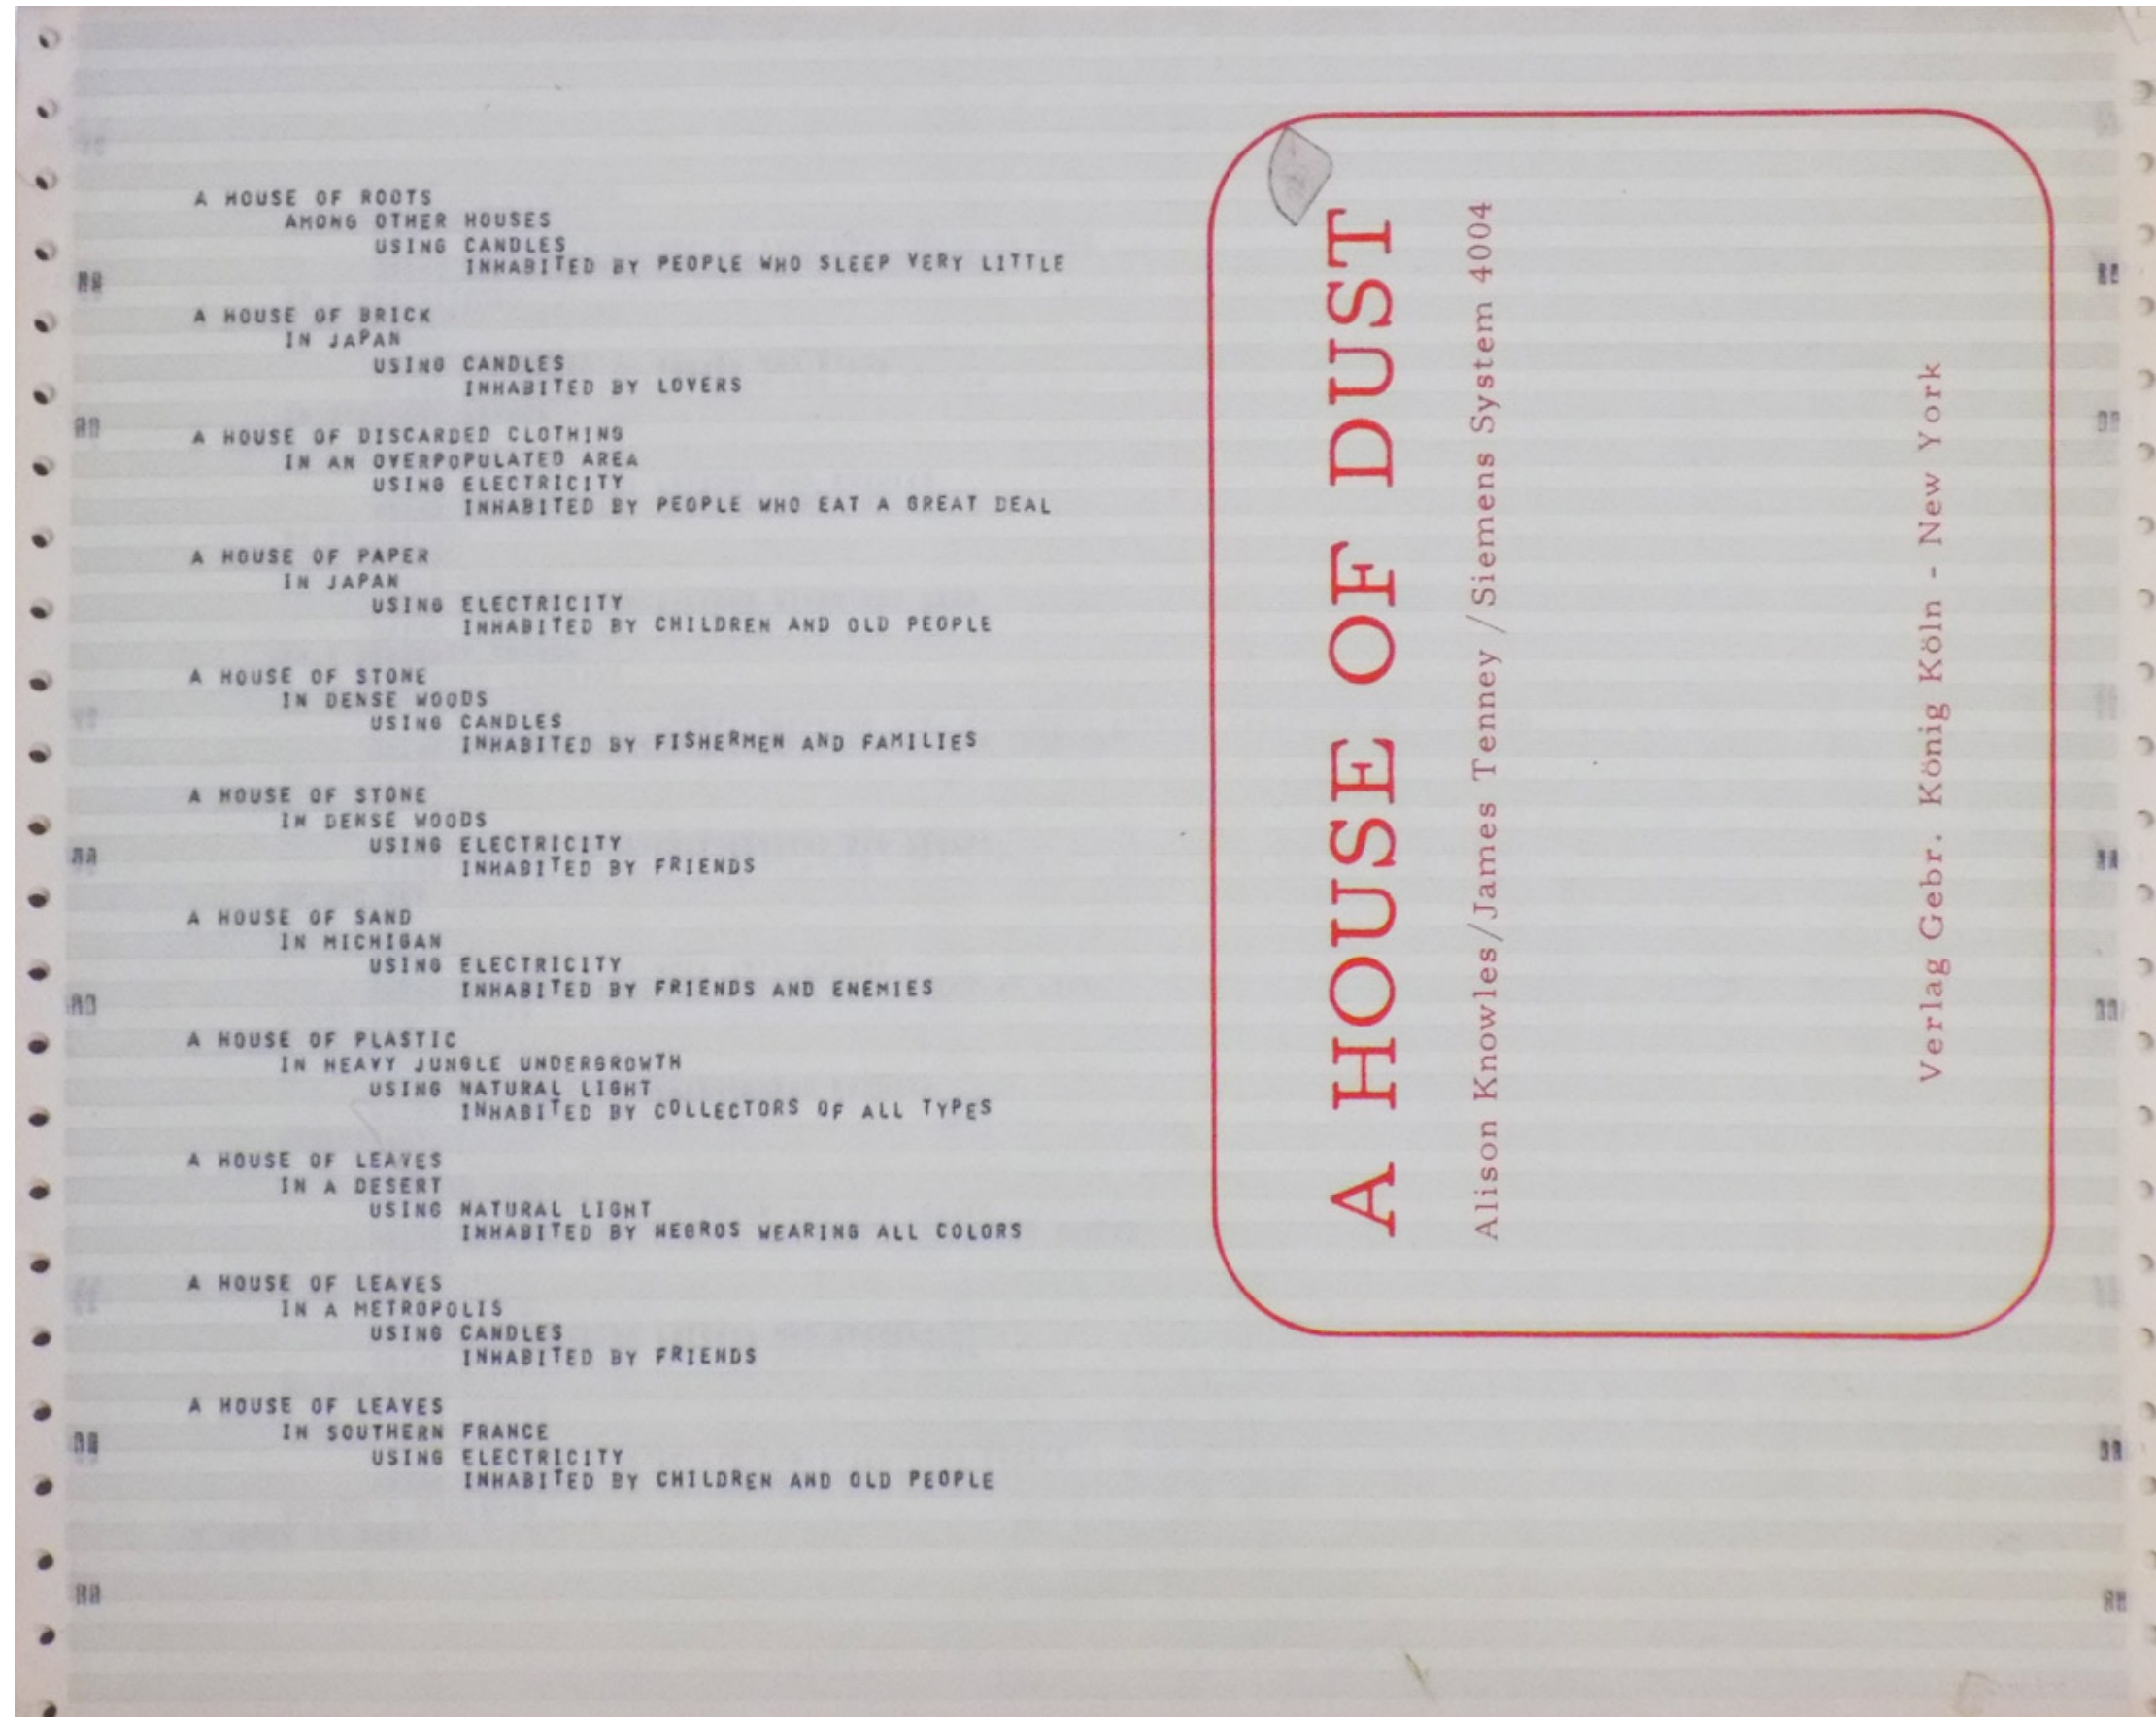 A HOUSE OF ROOTS
AMONG OTHER HOUSES
USING CANDLES
INHABITED BY PEOPLE WHO SLEEP VERY LITTLE
A HOUSE OF BRICK
IN JAPAN
USING CANDLES
INHABITED BY LOVERS
A HOUSE OF DISCARDED CLOTHING
IN AN OVERPOPULATED AREA
USING ELECTRICITY
INHABITED BY PEOPLE WHO EAT A GREAT DEAL
A HOUSE OF PAPER
IN JAPAN
USING ELECTRICITY
INHABITED BY CHILDREN AND OLD PEOPLE
A HOUSE OF STONE
IN DENSE WOODS
USING CANDLES
INHABITED BY FISHERMEN AND FAMILIES
A HOUSE OF STONE
IN DENSE WOODS
USING ELECTRICITY
INHABITED BY FRIENDS
A HOUSE OF SAND
IN MICHIGAN
USING ELECTRICITY
INHABITED BY FRIENDS AND ENEMIES
A HOUSE OF PLASTIC
IN HEAVY JUNGLE UNDERGROWTH
USING NATURAL LIGHT
INHABITED BY COLLECTORS OF ALL TYPES
A HOUSE OF LEAVES
IN A DESERT
USING NATURAL LIGHT
INHABITED BY NEGROS WEARING ALL COLORS
A HOUSE OF LEAVES
IN A METROPOLIS
USING CANDLES
INHABITED BY FRIENDS
A HOUSE OF LEAVES
IN SOUTHERN FRANCE
USING ELECTRICITY
INHABITED BY CHILDREN AND OLD PEOPLE
A HOUSE OF DUST
Alison Knowles/James Tenney/Siemens System 4004
Verlag Gebr. König Köln - New York